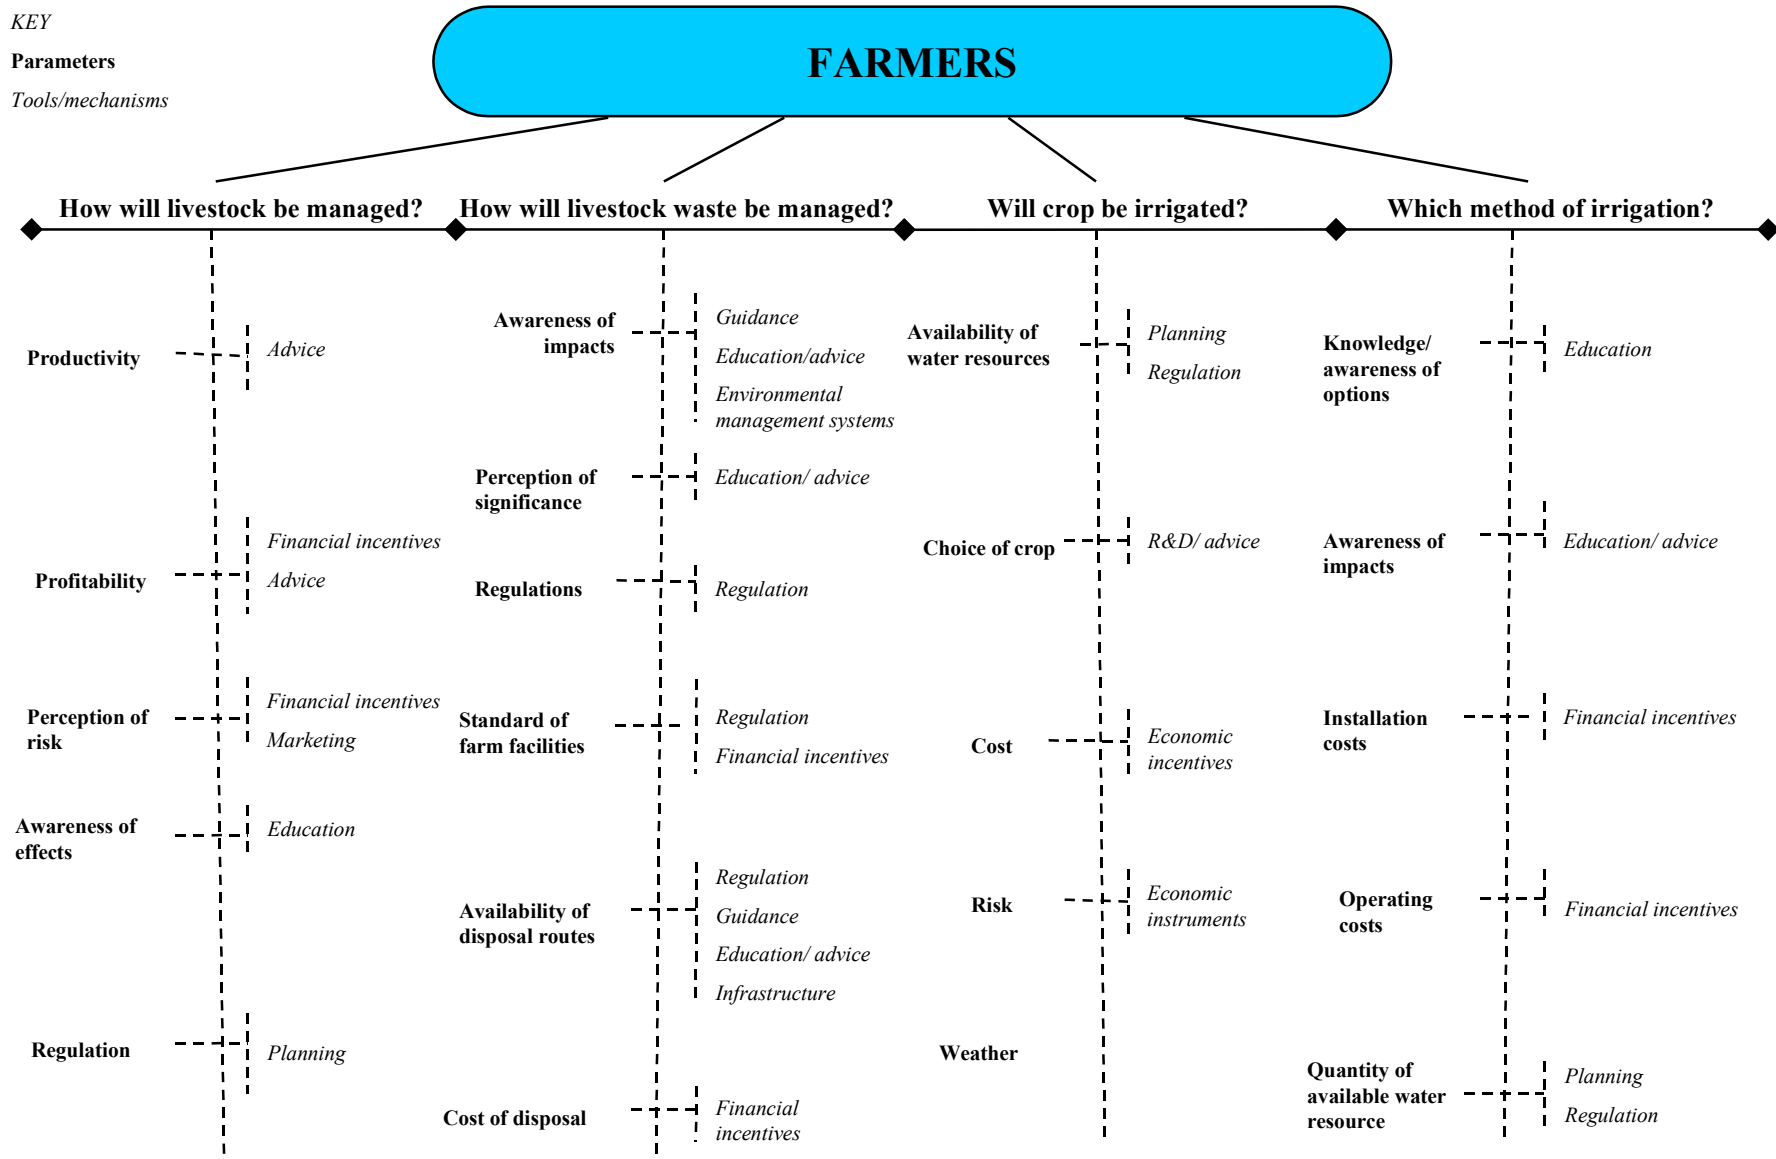 KEY
Parameters
Tools/mechanisms
FARMERS
How will livestock be managed?
Productivity
Advice
Profitability
Financial incentives
Advice
Perception of
risk
Financial incentives
Marketing
Awareness of
effects
Education
Regulation
Planning
How will livestock waste be managed?
Awareness of
impacts
Guidance
Education/advice
Environmental
management systems
Perception of
significance
Education/ advice
Regulations
Regulation
Standard of
farm facilities
Regulation
Financial incentives
Availability of
disposal routes
Regulation
Guidance
Education/ advice
Infrastructure
Cost of disposal
Financial
incentives
Will crop be irrigated?
Availability of
water resources
Planning
Regulation
Choice of crop
R&D/ advice
Cost
Economic
incentives
Risk
Economic
instruments
Weather
Which method of irrigation?
Knowledge/
awareness of
options
Education
Awareness of
impacts
Education/ advice
Installation
costs
Financial incentives
Operating
costs
Financial incentives
Quantity of
available water
resource
Planning
Regulation